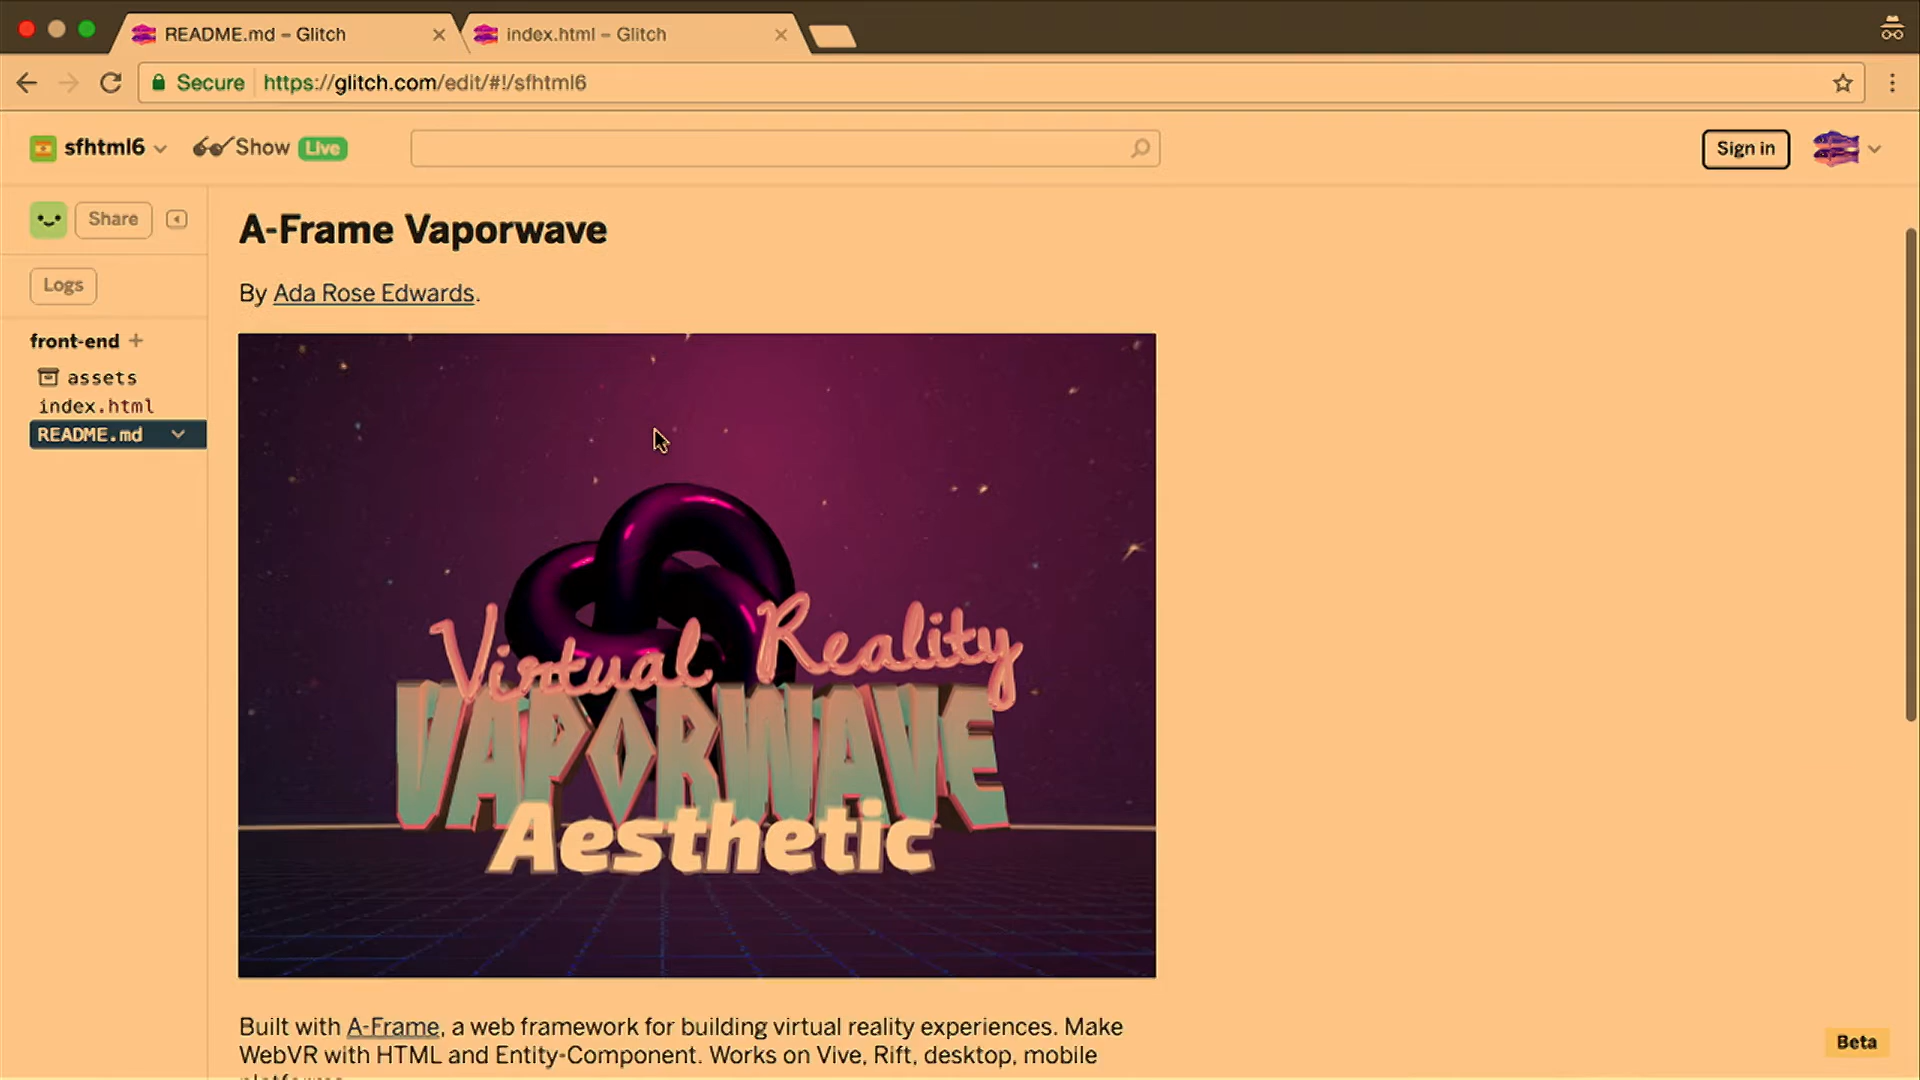 README.md – Glitch
index.html – Glitch
Secure https://glitch.com/edit/#!/sfhtml6
sfhtml6 Show Live
Sign in
Share
Logs
front-end +
assets
index.html
README.md
A-Frame Vaporwave
By Ada Rose Edwards.
Virtual Reality
VAPORWAVE
Aesthetic
Built with A-Frame, a web framework for building virtual reality experiences. Make
WebVR with HTML and Entity-Component. Works on Vive, Rift, desktop, mobile
Beta